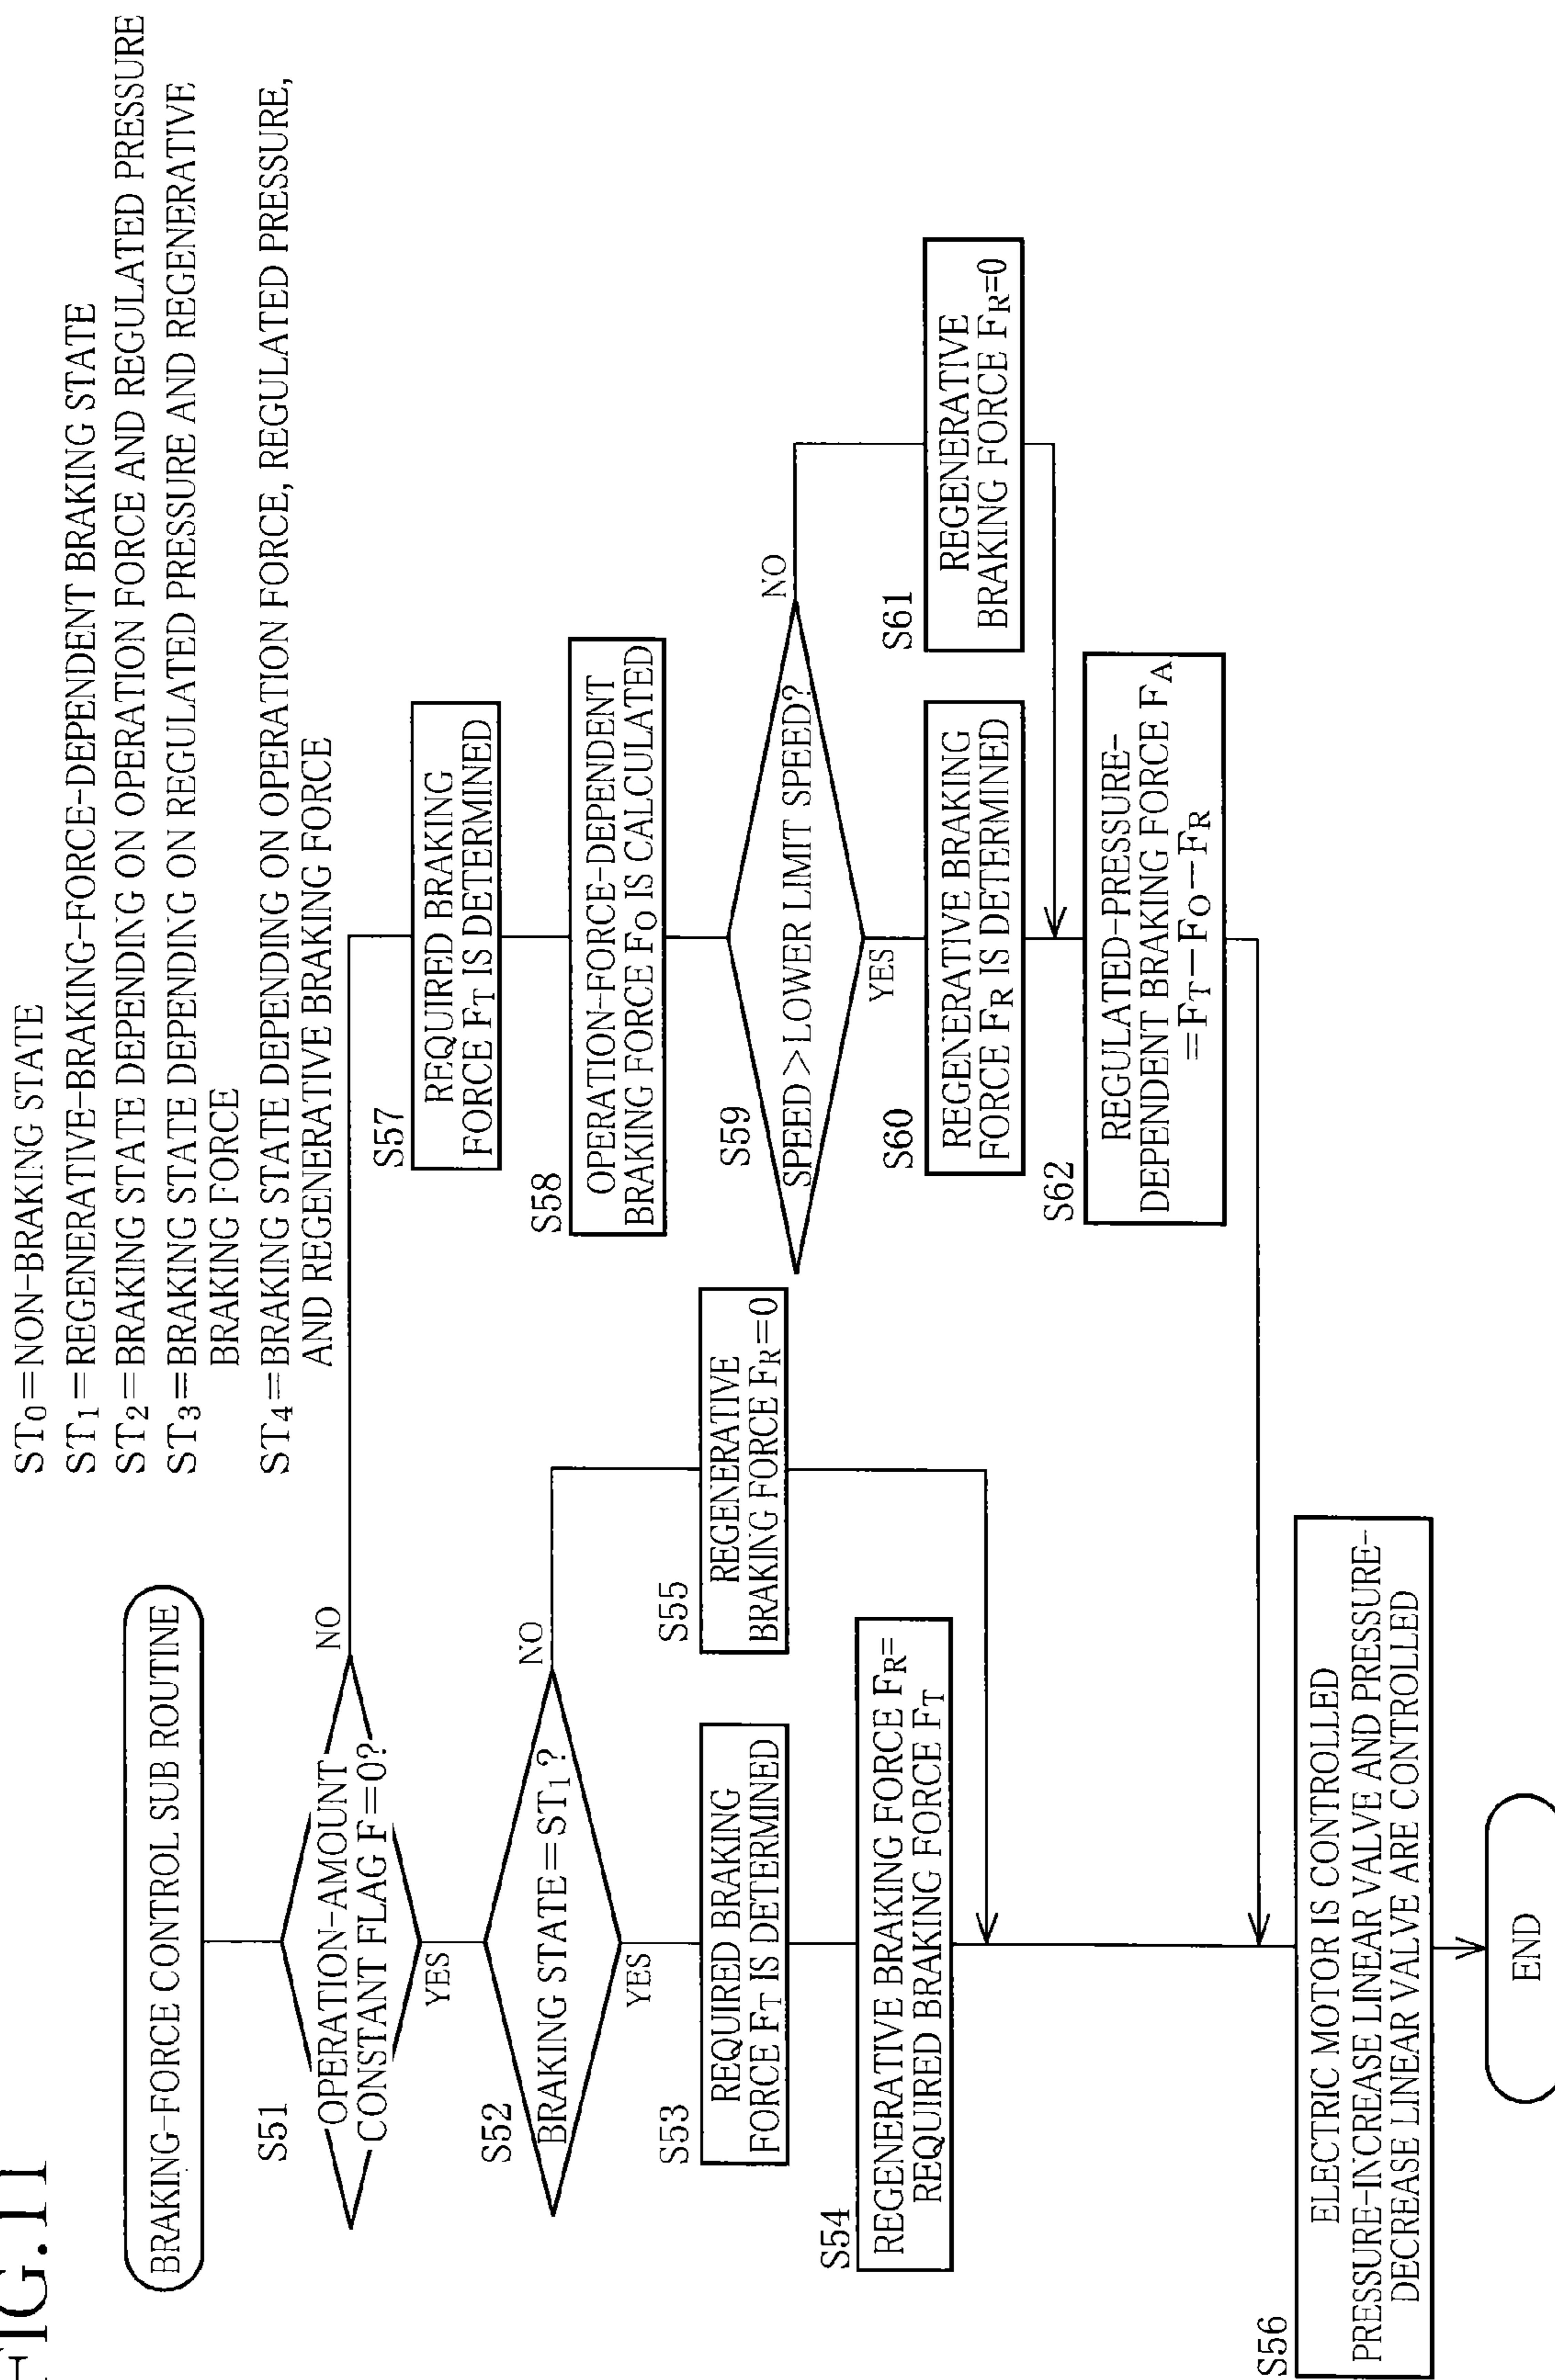 FIG. 11
ST0=NON-BRAKING STATE
ST1=REGENERATIVE-BRAKING-FORCE-DEPENDENT BRAKING STATE
ST2=BRAKING STATE DEPENDING ON OPERATION FORCE AND REGULATED PRESSURE
ST3=BRAKING STATE DEPENDING ON REGULATED PRESSURE AND REGENERATIVE
BRAKING FORCE
ST4=BRAKING STATE DEPENDING ON OPERATION FORCE, REGULATED PRESSURE,
AND REGENERATIVE BRAKING FORCE
BRAKING-FORCE CONTROL SUB ROUTINE
S51
OPERATION-AMOUNT
CONSTANT FLAG F=0?
NO
YES
S52
BRAKING STATE=ST1?
NO
YES
S53
REQUIRED BRAKING
FORCE FT IS DETERMINED
S54
REGENERATIVE BRAKING FORCE FR=
REQUIRED BRAKING FORCE FT
S55
REGENERATIVE
BRAKING FORCE FR=0
S57
REQUIRED BRAKING
FORCE FT IS DETERMINED
S58
OPERATION-FORCE-DEPENDENT
BRAKING FORCE FO IS CALCULATED
S59
SPEED>LOWER LIMIT SPEED?
NO
YES
S60
REGENERATIVE BRAKING
FORCE FR IS DETERMINED
S61
REGENERATIVE
BRAKING FORCE FR=0
S62
REGULATED-PRESSURE-
DEPENDENT BRAKING FORCE FA
=FT-FO-FR
S56
ELECTRIC MOTOR IS CONTROLLED
PRESSURE-INCREASE LINEAR VALVE AND PRESSURE-
DECREASE LINEAR VALVE ARE CONTROLLED
END